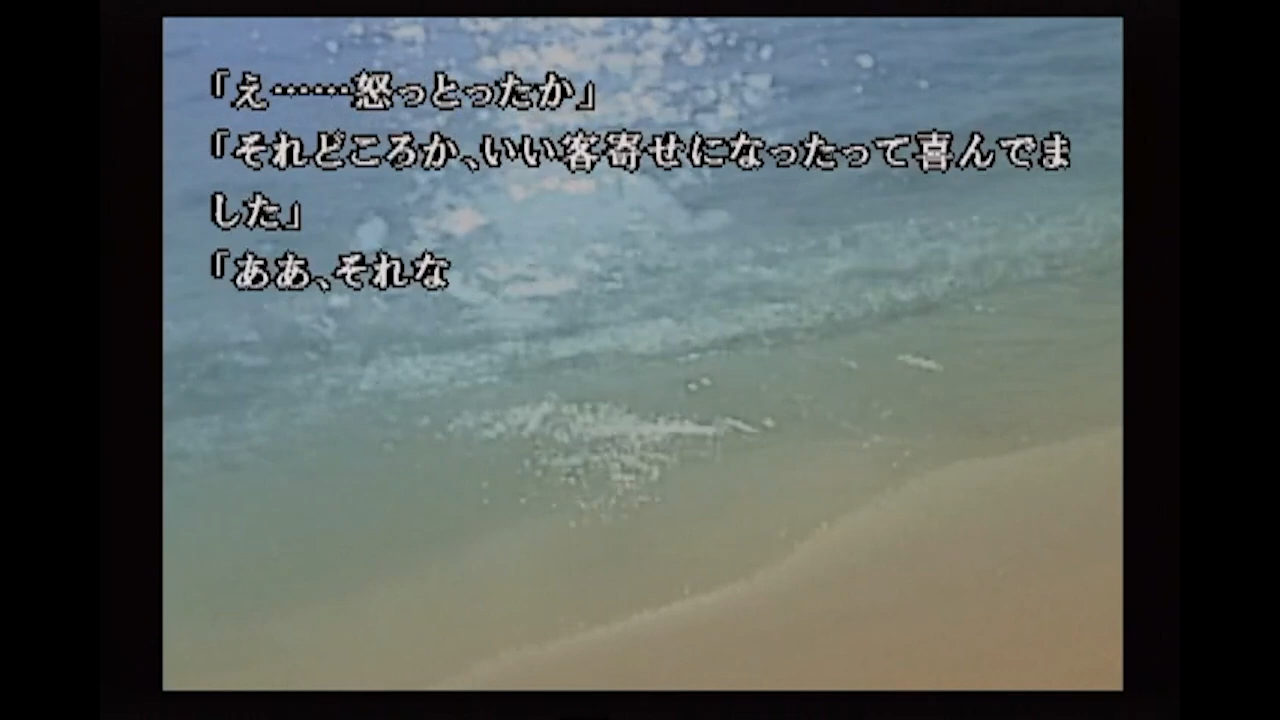 「え……怒っとったか」
「それどころか、いい客寄せになったって喜んでま
した」
「ああ、それな